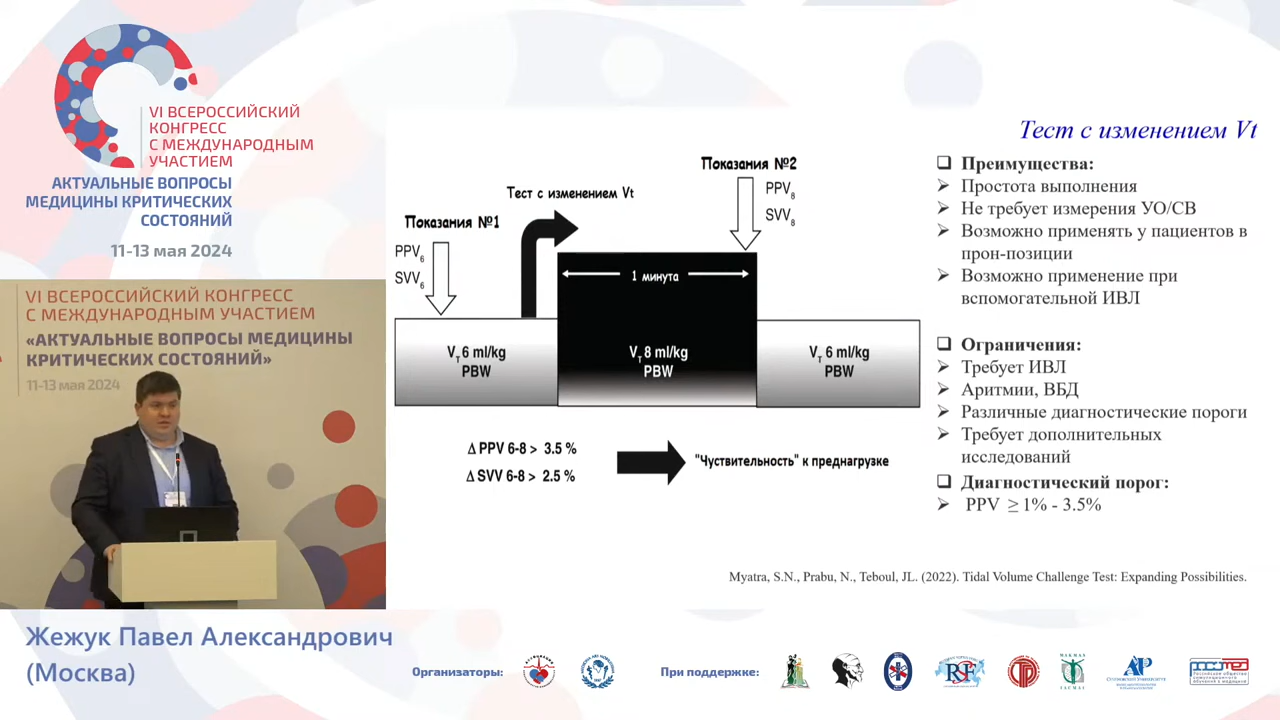 VI ВСЕРОССИЙСКИЙ
КОНГРЕСС
С МЕЖДУНАРОДНЫМ
УЧАСТИЕМ
АКТУАЛЬНЫЕ ВОПРОСЫ
МЕДИЦИНЫ КРИТИЧЕСКИХ
СОСТОЯНИЙ
11-13 мая 2024
VI ВСЕРОССИЙСКИЙ КОНГРЕСС
С МЕЖДУНАРОДНЫМ УЧАСТИЕМ
«АКТУАЛЬНЫЕ ВОПРОСЫ МЕДИЦИНЫ
КРИТИЧЕСКИХ СОСТОЯНИЙ»
11-13 мая 2024
Тест с изменением Vt
Показания №1
PPV6
SVV6
Тест с изменением Vt
Показания №2
PPV8
SVV8
1 минута
VT 6 ml/kg
PBW
VT 8 ml/kg
PBW
VT 6 ml/kg
PBW
Δ PPV 6-8 > 3.5 %
Δ SVV 6-8 > 2.5 %
"Чуствительность" к преднагрузке
Преимущества:
Простота выполнения
Не требует измерения УО/СВ
Возможно применять у пациентов в
прон-позиции
Возможно применение при
вспомогательной ИВЛ
Ограничения:
Требует ИВЛ
Аритмии, ВБД
Различные диагностические пороги
Требует дополнительных
исследований
Диагностический порог:
PPV ≥ 1% - 3.5%
Myatra, S.N., Prabu, N., Teboul, JL. (2022). Tidal Volume Challenge Test: Expanding Possibilities.
Жежук Павел Александрович
(Москва)
Организаторы:
При поддержке: